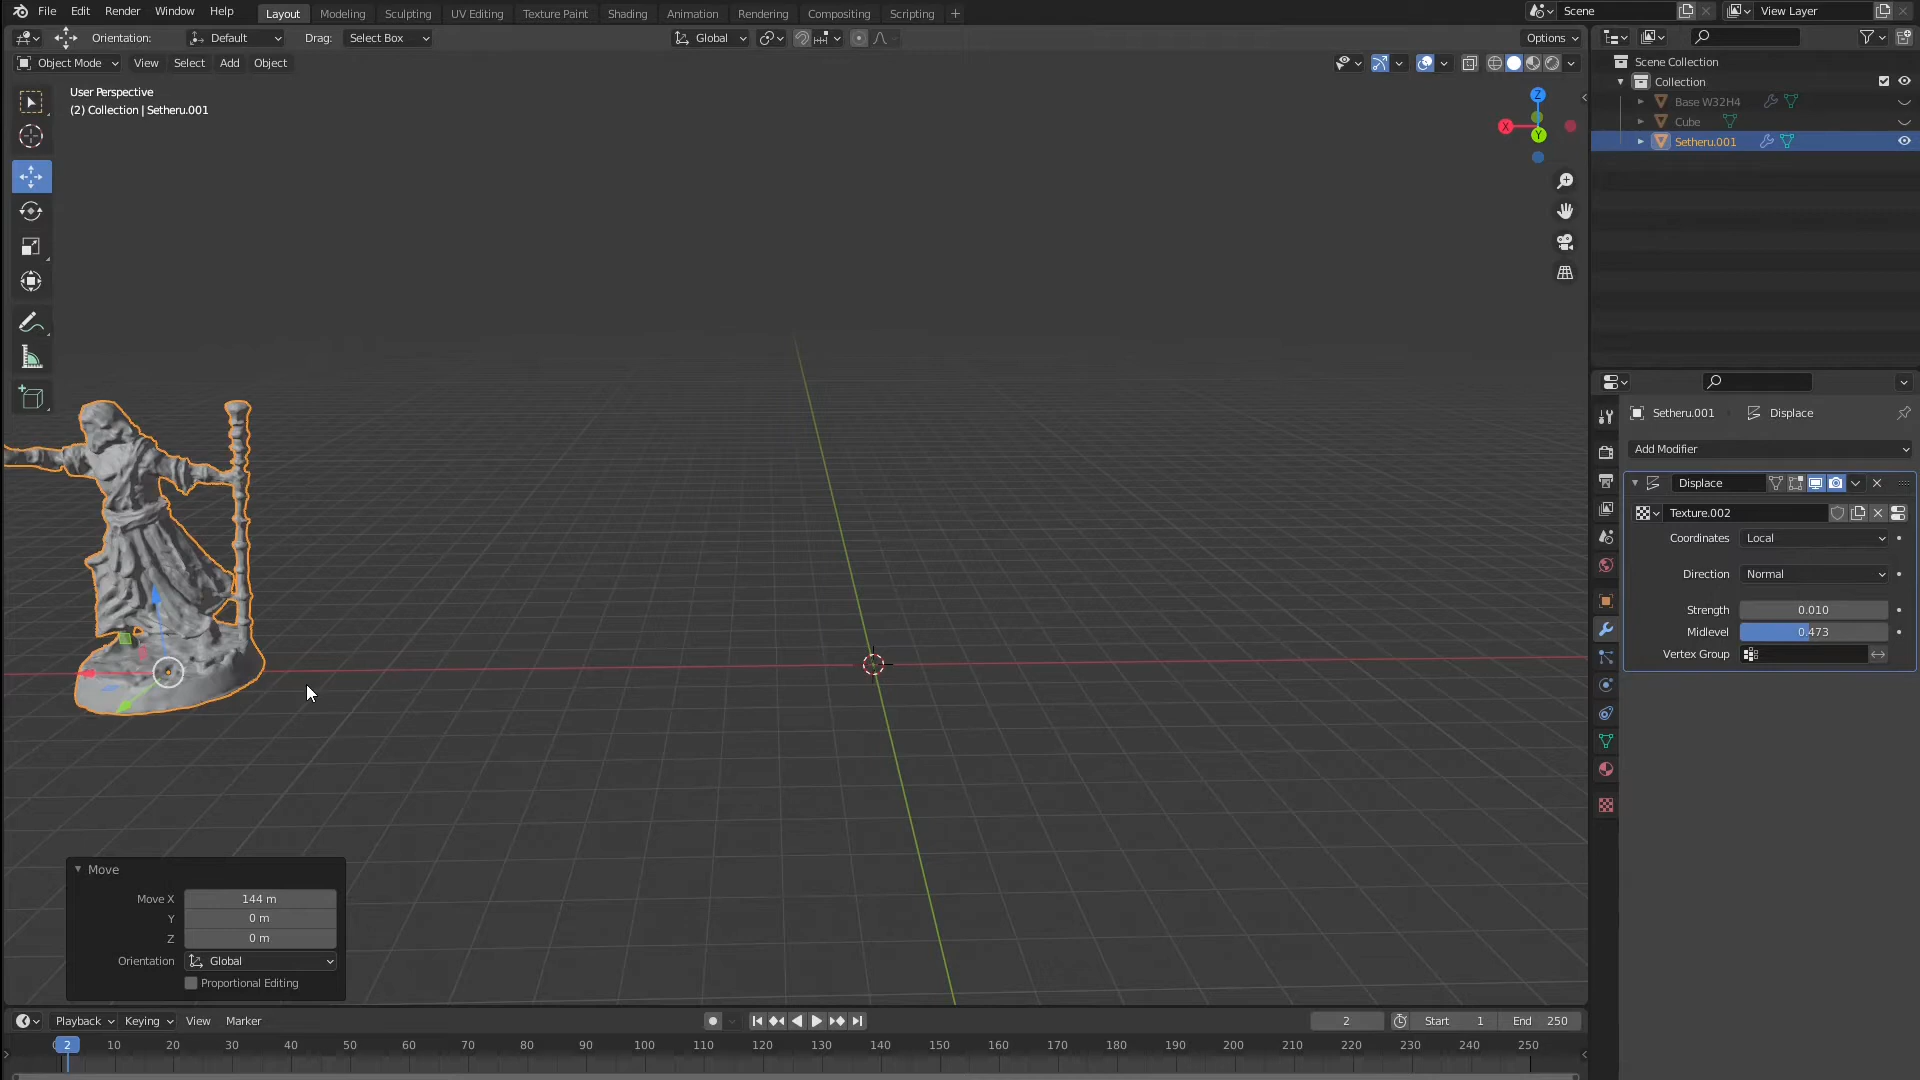 File Edit Render Window Help Layout Modeling Sculpting UV Editing Texture Paint Shading Animation Rendering Compositing Scripting + Scene View Layer
Orientation: Default Drag: Select Box Global Options
Object Mode View Select Add Object
User Perspective
(2) Collection | Setheru.001
Z
X
Y
Scene Collection
Collection
Base W32H4
Cube
Setheru.001
Setheru.001 Displace
Add Modifier
Displace
Texture.002
Coordinates Local
Direction Normal
Strength 0.010
Midlevel 0.473
Vertex Group
Move
Move X 144 m
Y 0 m
Z 0 m
Orientation Global
Proportional Editing
Playback Keying View Marker 2 Start 1 End 250
2 10 20 30 40 50 60 70 80 90 100 110 120 130 140 150 160 170 180 190 200 210 220 230 240 250